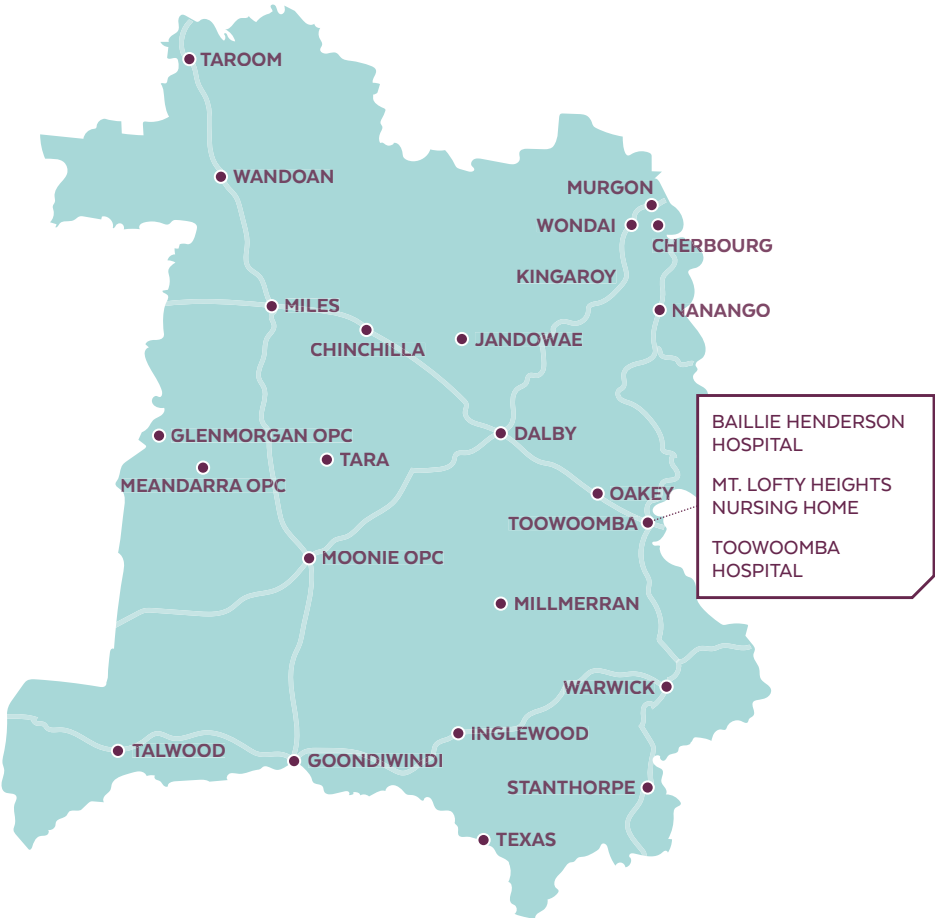 TAROOM
WANDOAN
MURGON
WONDAI
CHERBOURG
KINGAROY
MILES
NANANGO
CHINCHILLA
JANDOWAE
BAILLIE HENDERSON
HOSPITAL
MT. LOFTY HEIGHTS
NURSING HOME
TOOWOOMBA
HOSPITAL
GLENMORGAN OPC
DALBY
TARA
MEANDARRA OPC
OAKEY
TOOWOOMBA
MOONIE OPC
MILLMERRAN
WARWICK
INGLEWOOD
TALWOOD
GOONDIWINDI
STANTHORPE
TEXAS